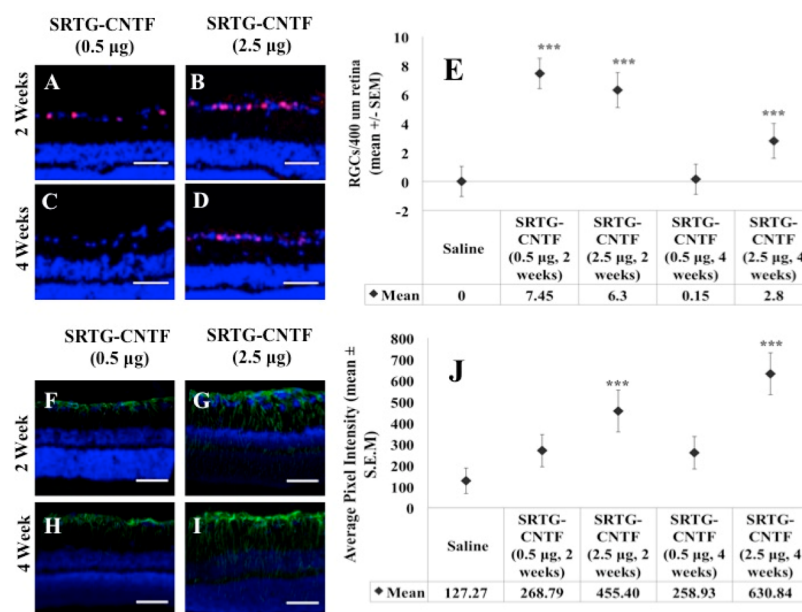 SRTG-CNTF SRTG-CNTF
(0.5 µg) (2.5 µg)
2 Weeks
A B
4 Weeks
C D
E
RGCs/400 um retina
(mean +/- SEM)
10
8
6
4
2
0
-2
*** *** ***
Saline
SRTG-
CNTF
(0.5 µg, 2
weeks)
SRTG-
CNTF
(2.5 µg, 2
weeks)
SRTG-
CNTF
(0.5 µg, 4
weeks)
SRTG-
CNTF
(2.5 µg, 4
weeks)
Mean 0 7.45 6.3 0.15 2.8
SRTG-CNTF SRTG-CNTF
(0.5 µg) (2.5 µg)
2 Week
F G
4 Week
H I
J
Average Pixel Intensity (mean ±
S.E.M)
800
700
600
500
400
300
200
100
0
*** ***
Saline
SRTG-
CNTF
(0.5 µg, 2
weeks)
SRTG-
CNTF
(2.5 µg, 2
weeks)
SRTG-
CNTF
(0.5 µg, 4
weeks)
SRTG-
CNTF
(2.5 µg, 4
weeks)
Mean 127.27 268.79 455.40 258.93 630.84